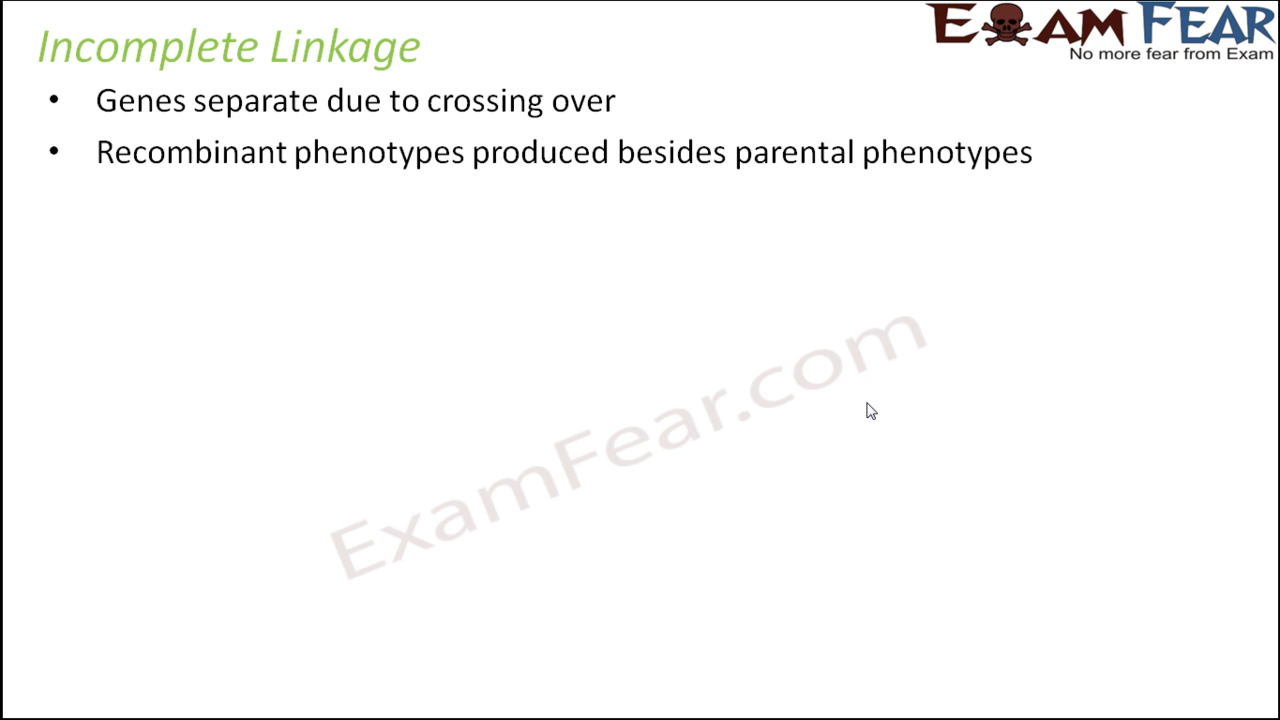 Incomplete Linkage
EXAM FEAR
No more fear from Exam
• Genes separate due to crossing over
• Recombinant phenotypes produced besides parental phenotypes
ExamFear.com